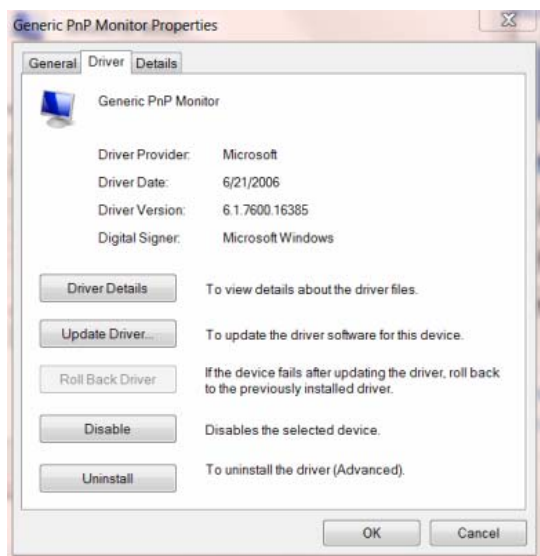 Generic PnP Monitor Properties
General Driver Details
Generic PnP Monitor
Driver Provider: Microsoft
Driver Date: 6/21/2006
Driver Version: 6.1.7600.16385
Digital Signer: Microsoft Windows
Driver Details To view details about the driver files.
Update Driver... To update the driver software for this device.
Roll Back Driver If the device fails after updating the driver, roll back
to the previously installed driver.
Disable Disables the selected device.
Uninstall To uninstall the driver (Advanced).
OK Cancel